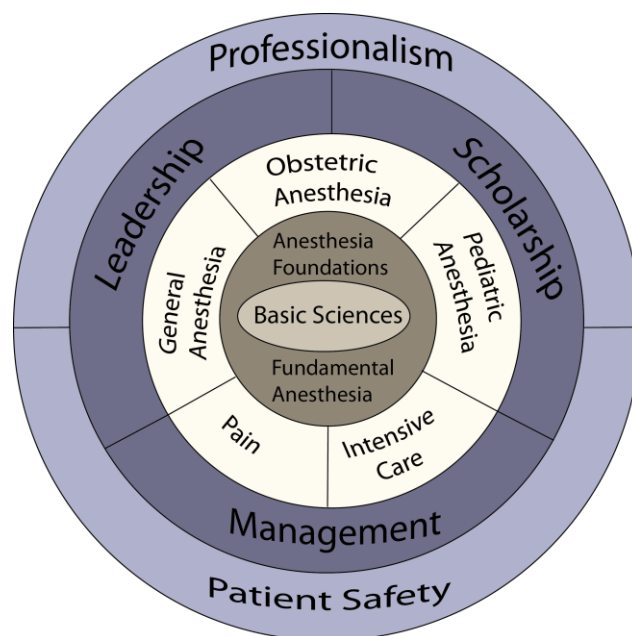 Professionalism
Leadership
Scholarship
Obstetric
Anesthesia
General
Anesthesia
Pediatric
Anesthesia
Anesthesia
Foundations
Basic Sciences
Fundamental
Anesthesia
Pain
Intensive
Care
Management
Patient Safety